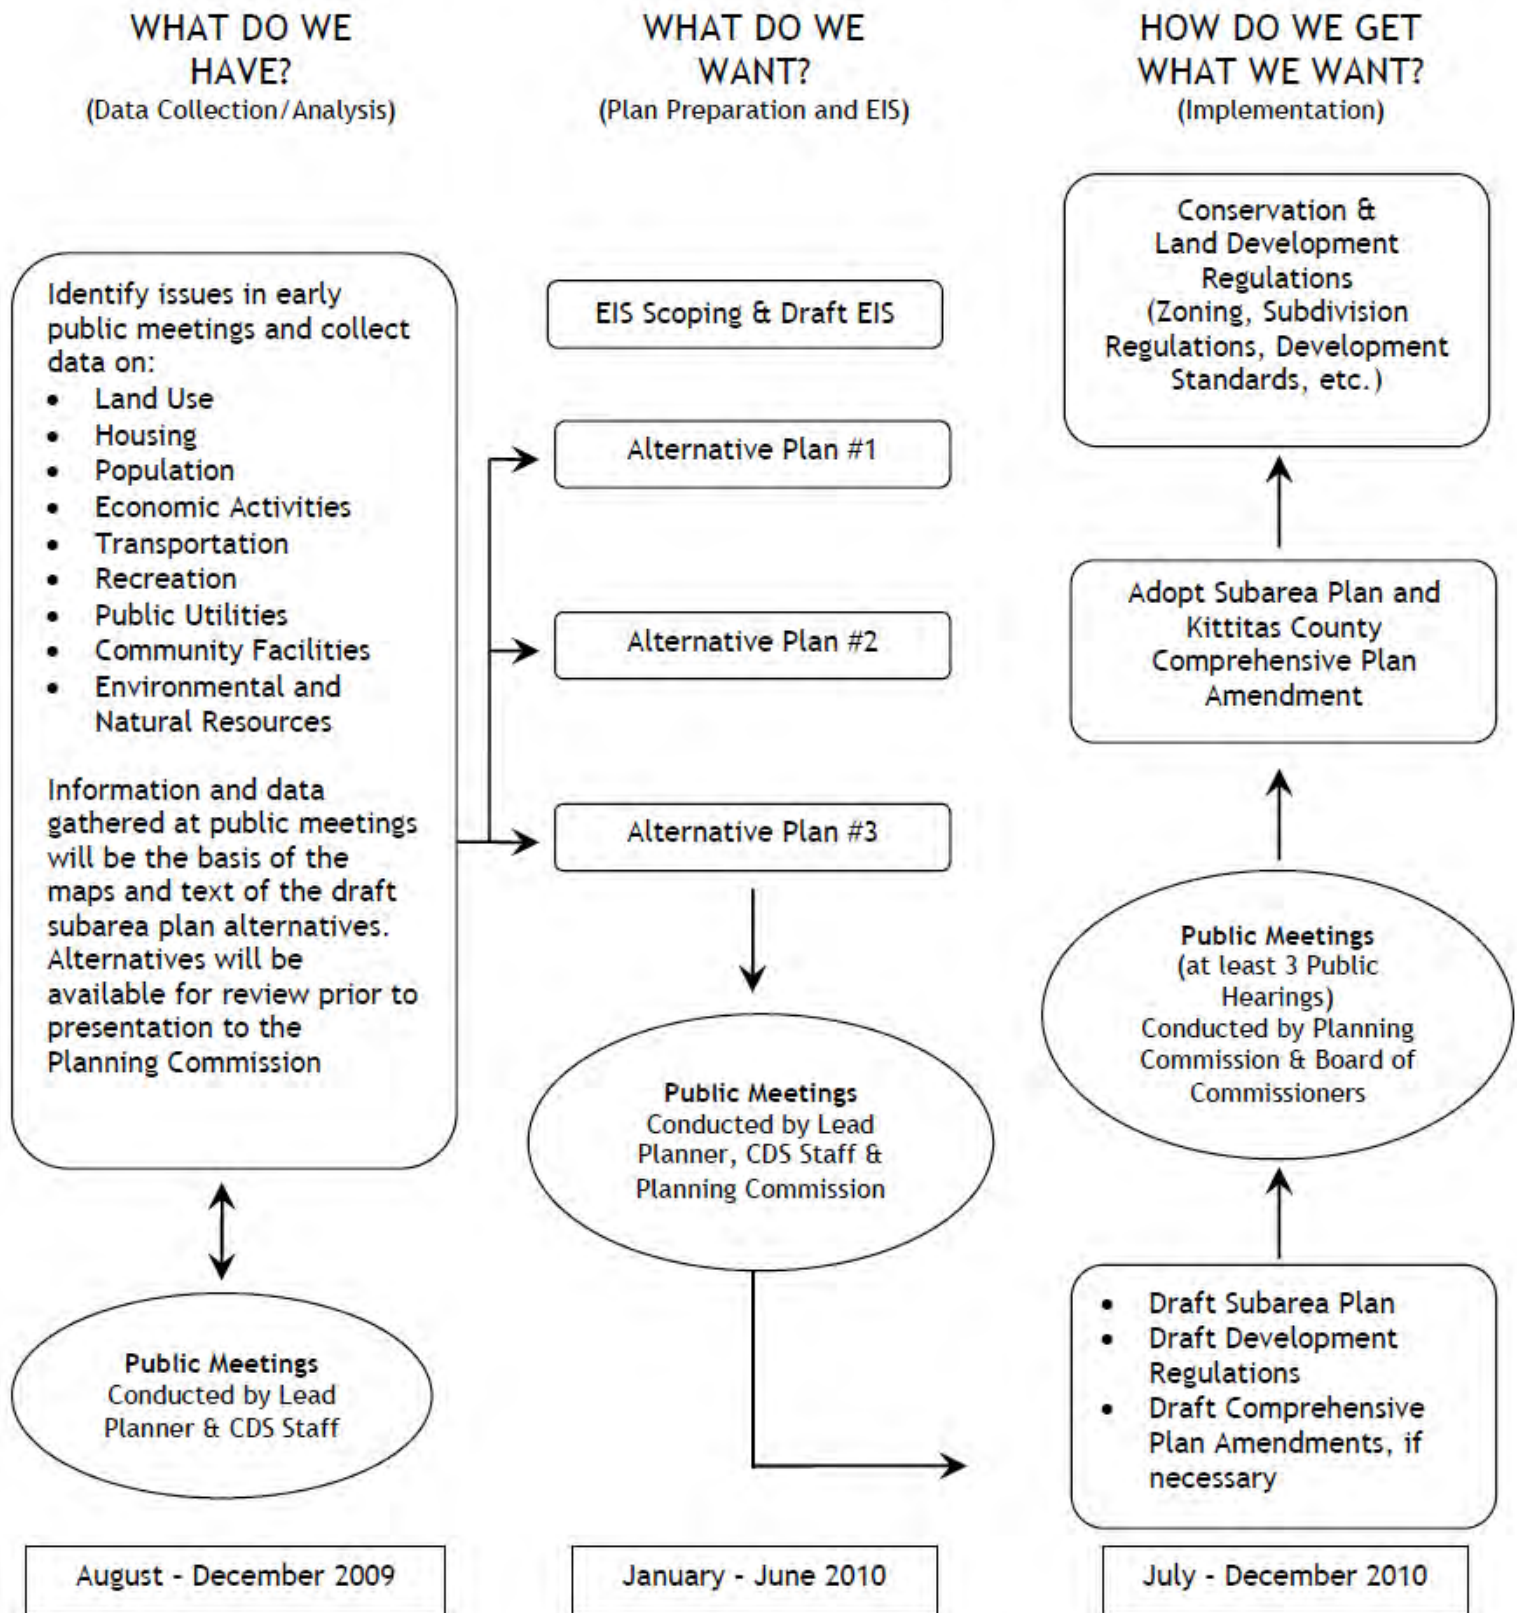 WHAT DO WE
HAVE?
(Data Collection/Analysis)
Identify issues in early
public meetings and collect
data on:
• Land Use
• Housing
• Population
• Economic Activities
• Transportation
• Recreation
• Public Utilities
• Community Facilities
• Environmental and
Natural Resources
Information and data
gathered at public meetings
will be the basis of the
maps and text of the draft
subarea plan alternatives.
Alternatives will be
available for review prior to
presentation to the
Planning Commission
Public Meetings
Conducted by Lead
Planner & CDS Staff
August - December 2009
WHAT DO WE
WANT?
(Plan Preparation and EIS)
EIS Scoping & Draft EIS
Alternative Plan #1
Alternative Plan #2
Alternative Plan #3
Public Meetings
Conducted by Lead
Planner, CDS Staff &
Planning Commission
January - June 2010
HOW DO WE GET
WHAT WE WANT?
(Implementation)
Conservation &
Land Development
Regulations
(Zoning, Subdivision
Regulations, Development
Standards, etc.)
Adopt Subarea Plan and
Kittitas County
Comprehensive Plan
Amendment
Public Meetings
(at least 3 Public
Hearings)
Conducted by Planning
Commission & Board of
Commissioners
• Draft Subarea Plan
• Draft Development
Regulations
• Draft Comprehensive
Plan Amendments, if
necessary
July - December 2010